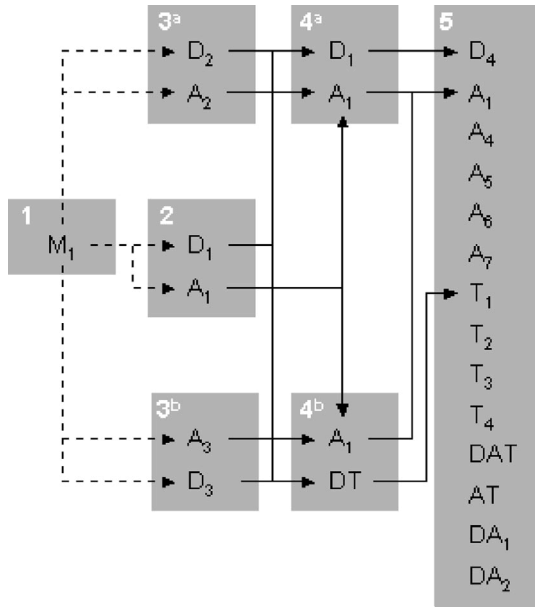 3ᵃ
D₂
A₂
4ᵃ
D₁
A₁
1
M₁
2
D₁
A₁
3ᵇ
A₃
D₃
4ᵇ
A₁
DT
5
D₄
A₁
A₄
A₅
A₆
A₇
T₁
T₂
T₃
T₄
DAT
AT
DA₁
DA₂